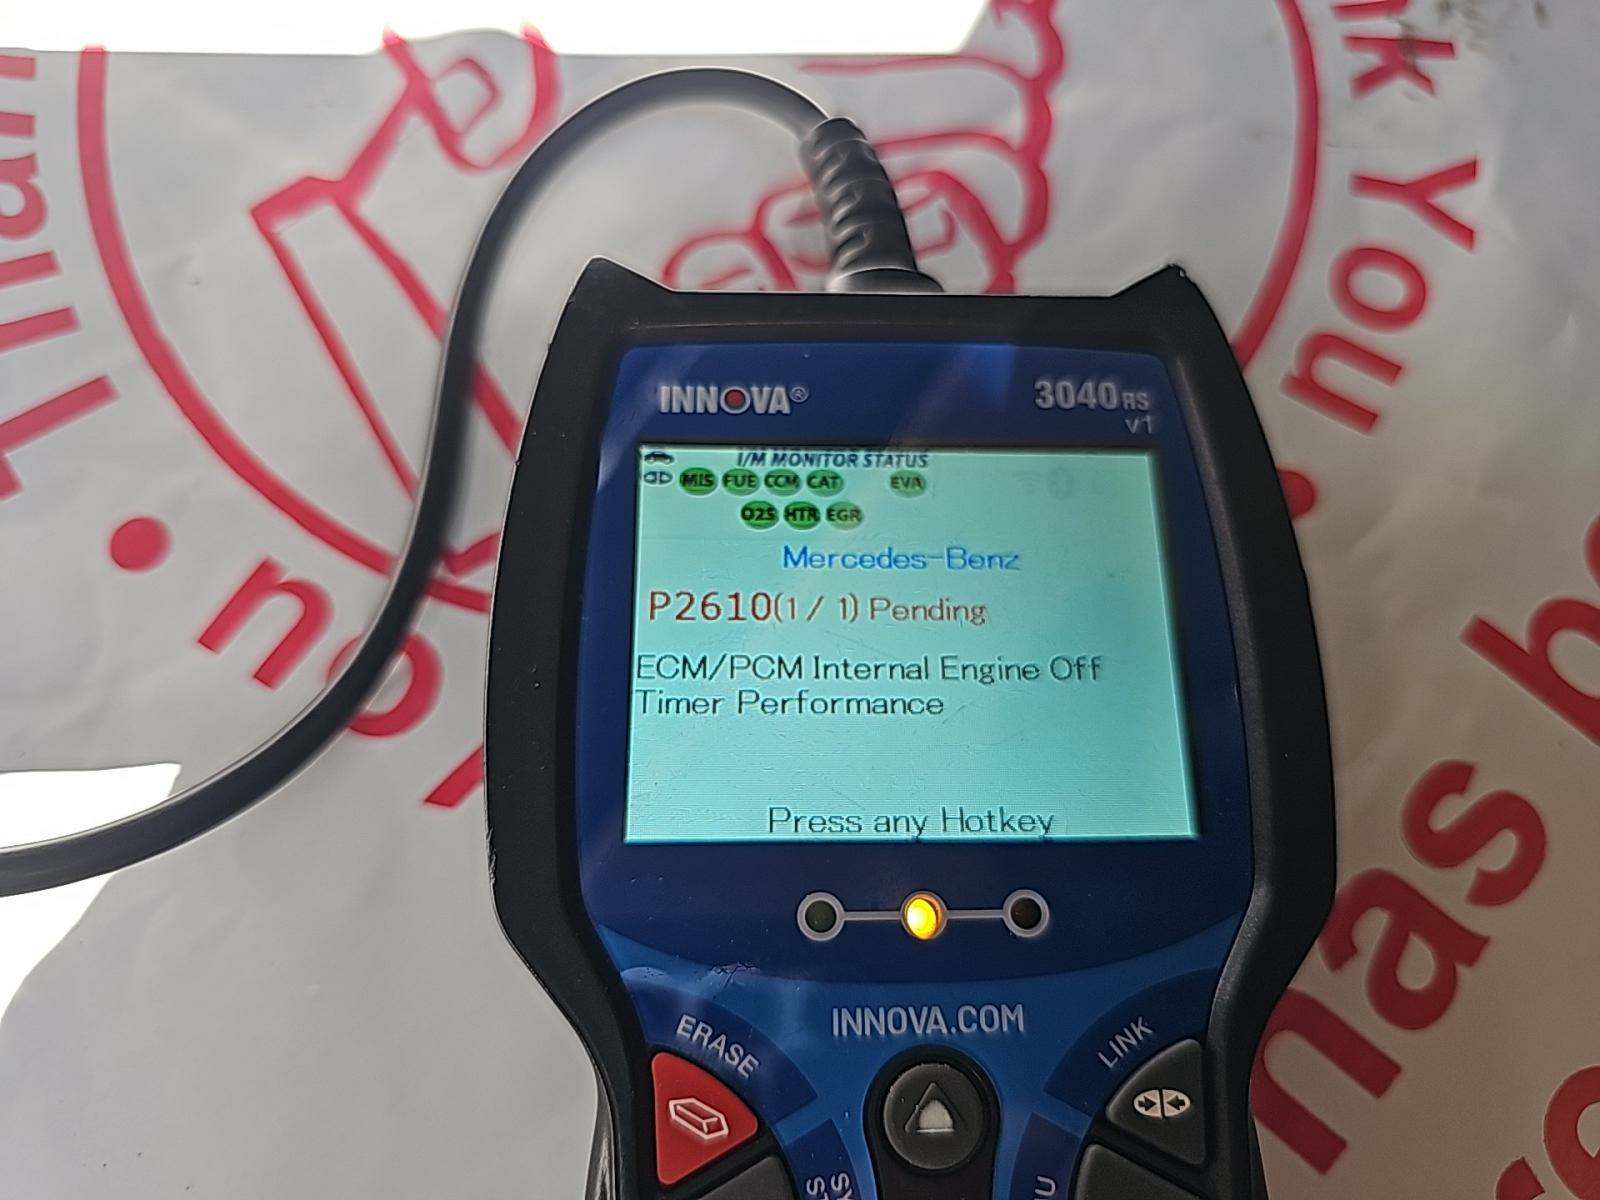 nk You
INNOVA®
3040RS
v1
I/M MONITOR STATUS
MIS FUE CCM CAT EVA
O2S HTR EGR
Mercedes-Benz
P2610(1 / 1) Pending
ECM/PCM Internal Engine Off
Timer Performance
Press any Hotkey
INNOVA.COM
ERASE
LINK